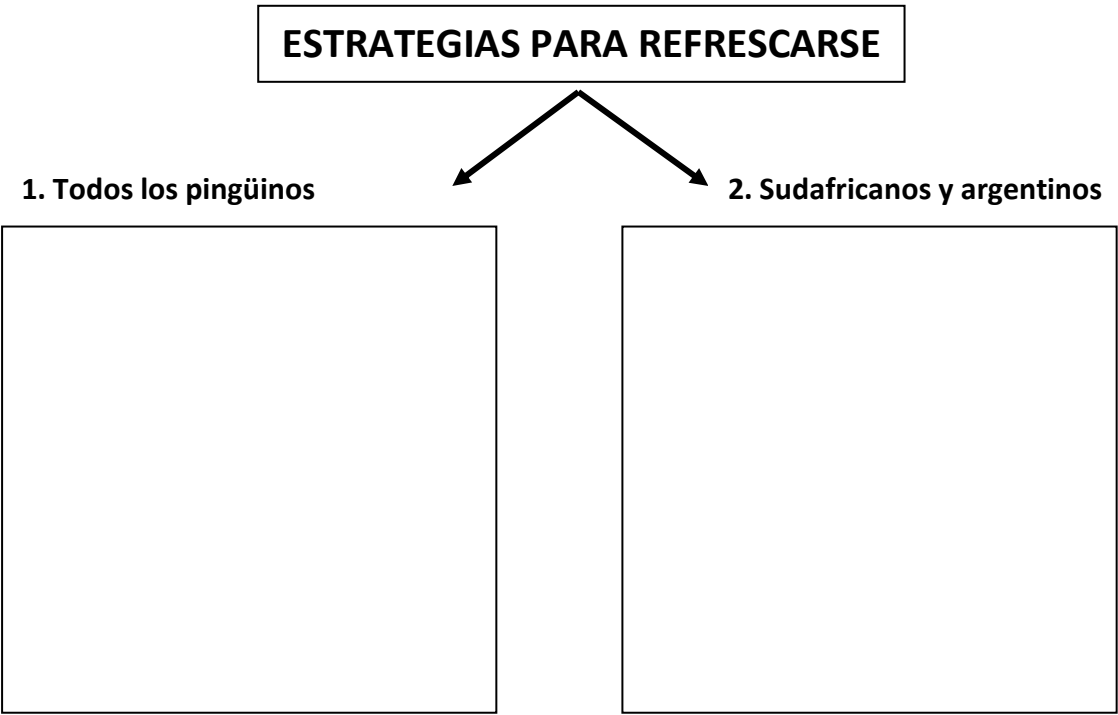 ESTRATEGIAS PARA REFRESCARSE
1. Todos los pingüinos
2. Sudafricanos y argentinos